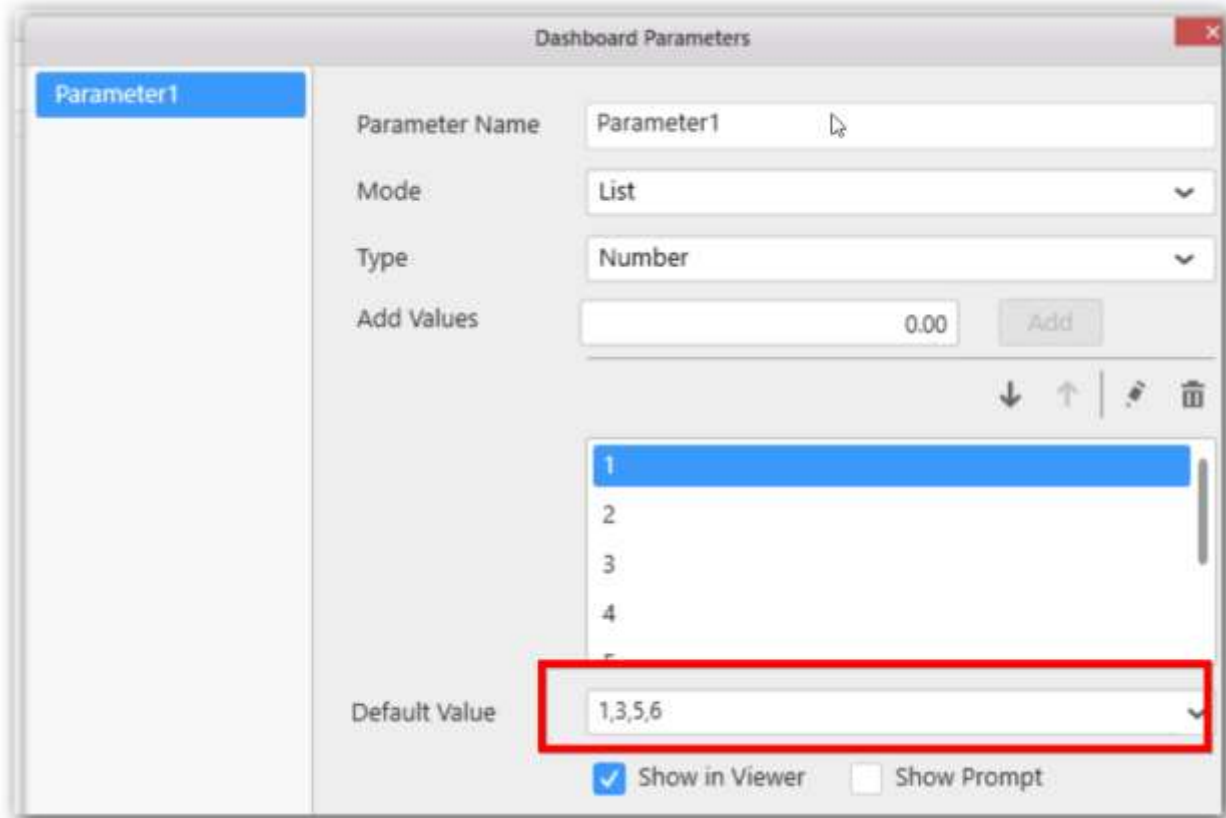 Dashboard Parameters
Parameter1
Parameter Name Parameter1
Mode List
Type Number
Add Values 0.00 Add
1
2
3
4
Default Value 1,3,5,6
Show in Viewer Show Prompt